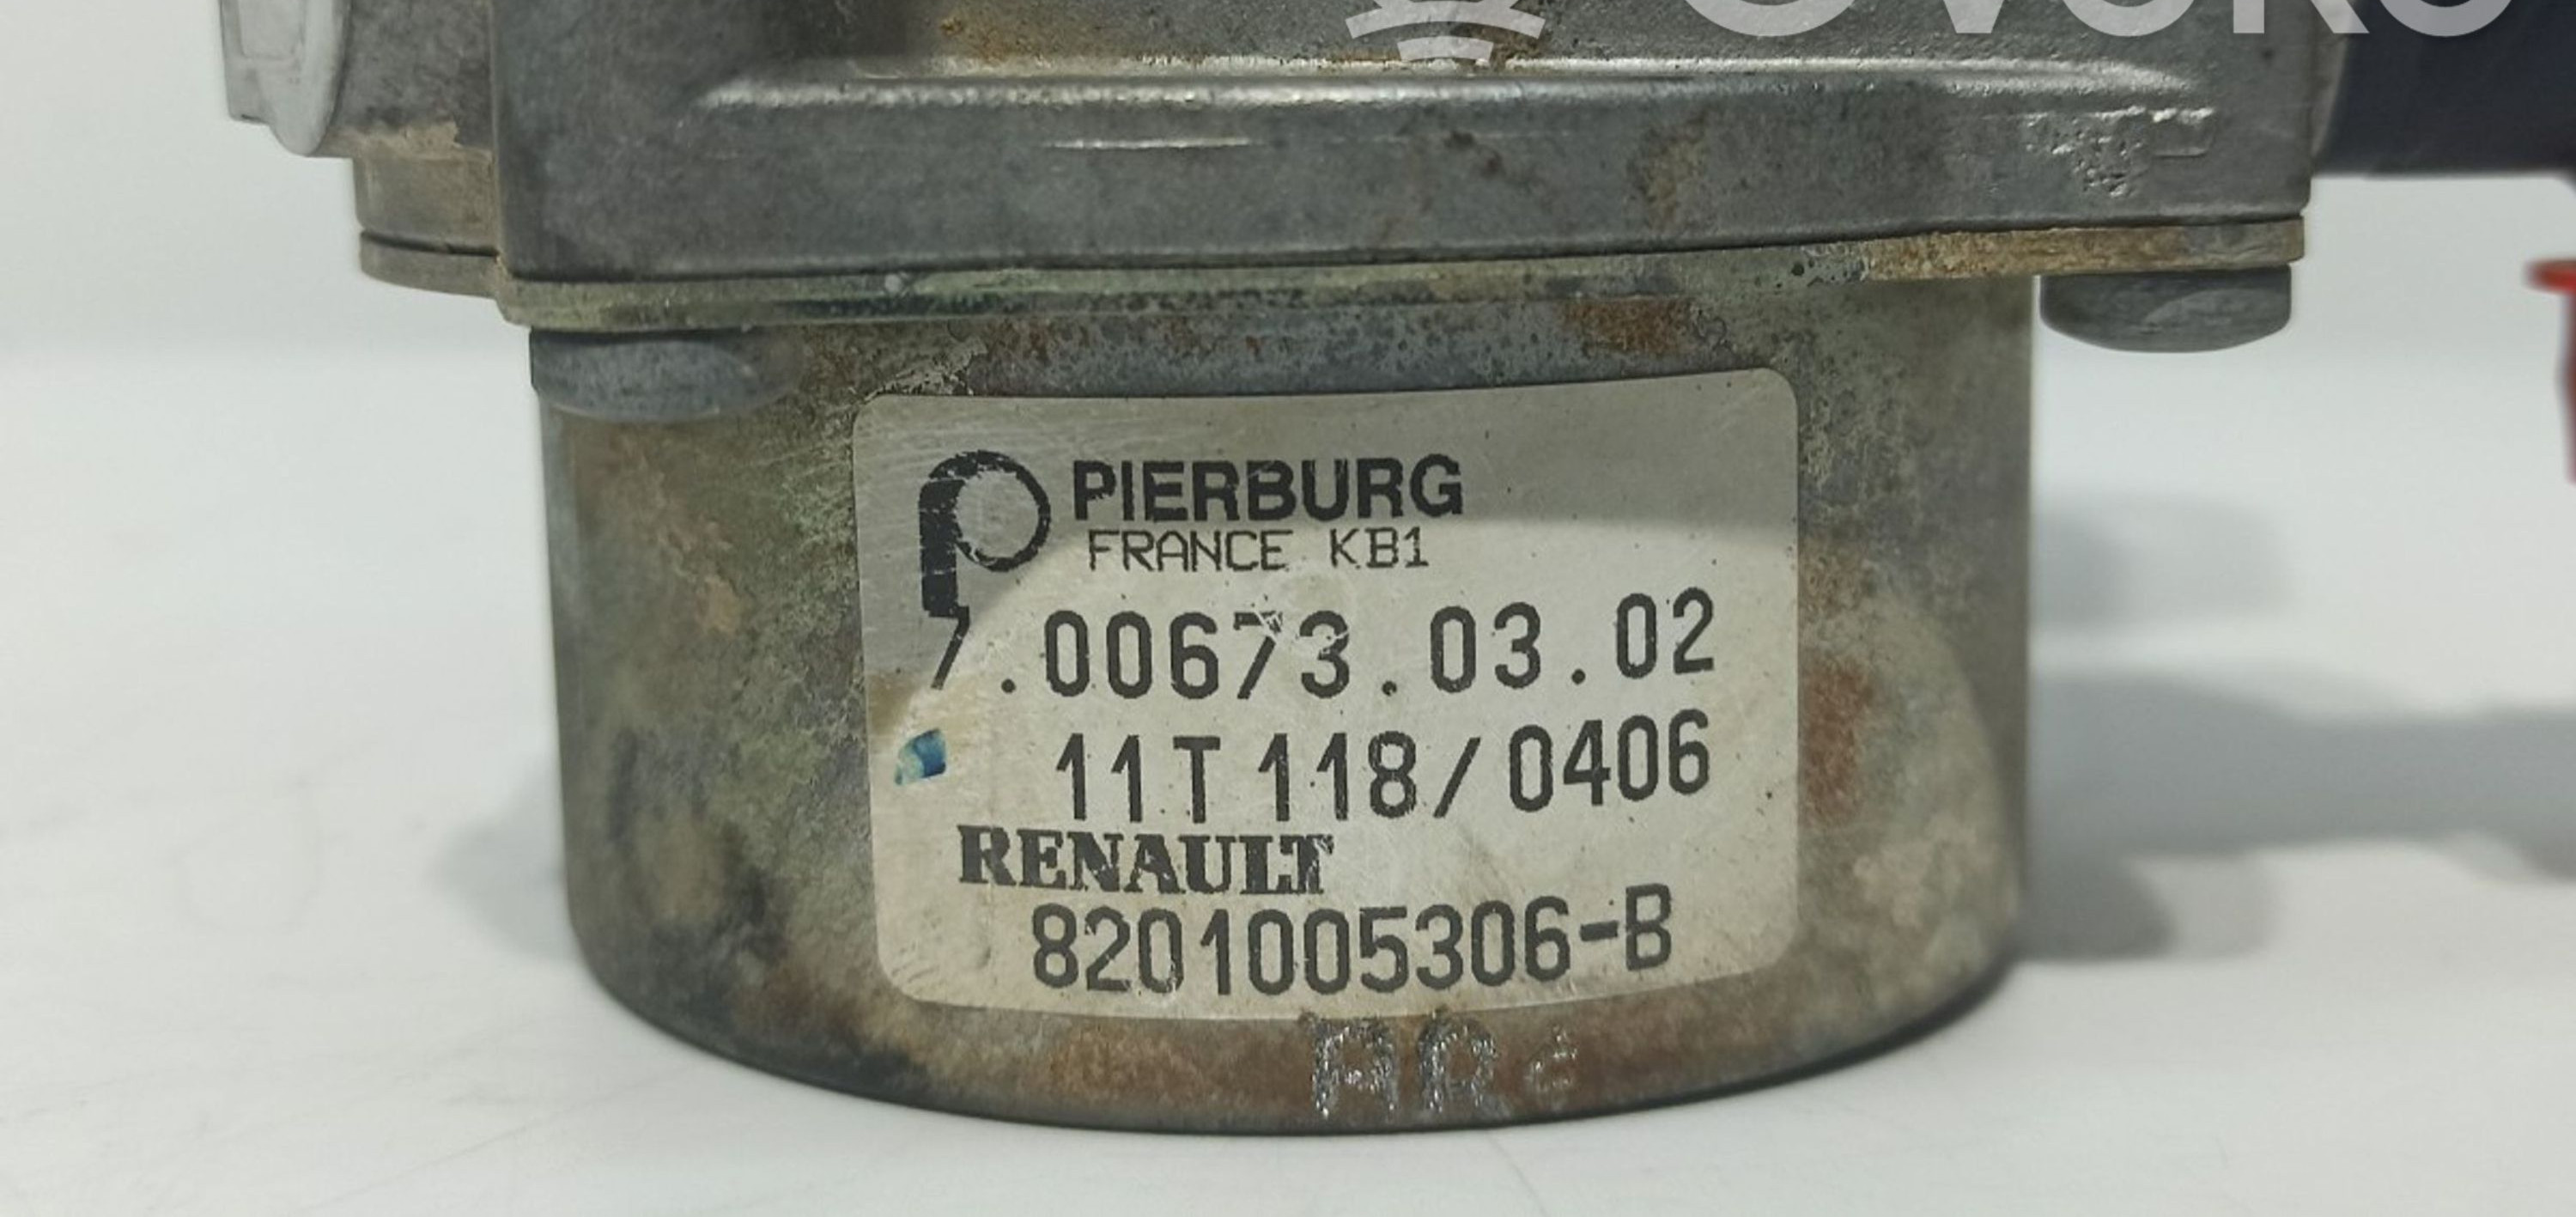 PIERBURG
FRANCE KB1
7.00673.03.02
11T118/0406
RENAULT
8201005306-B